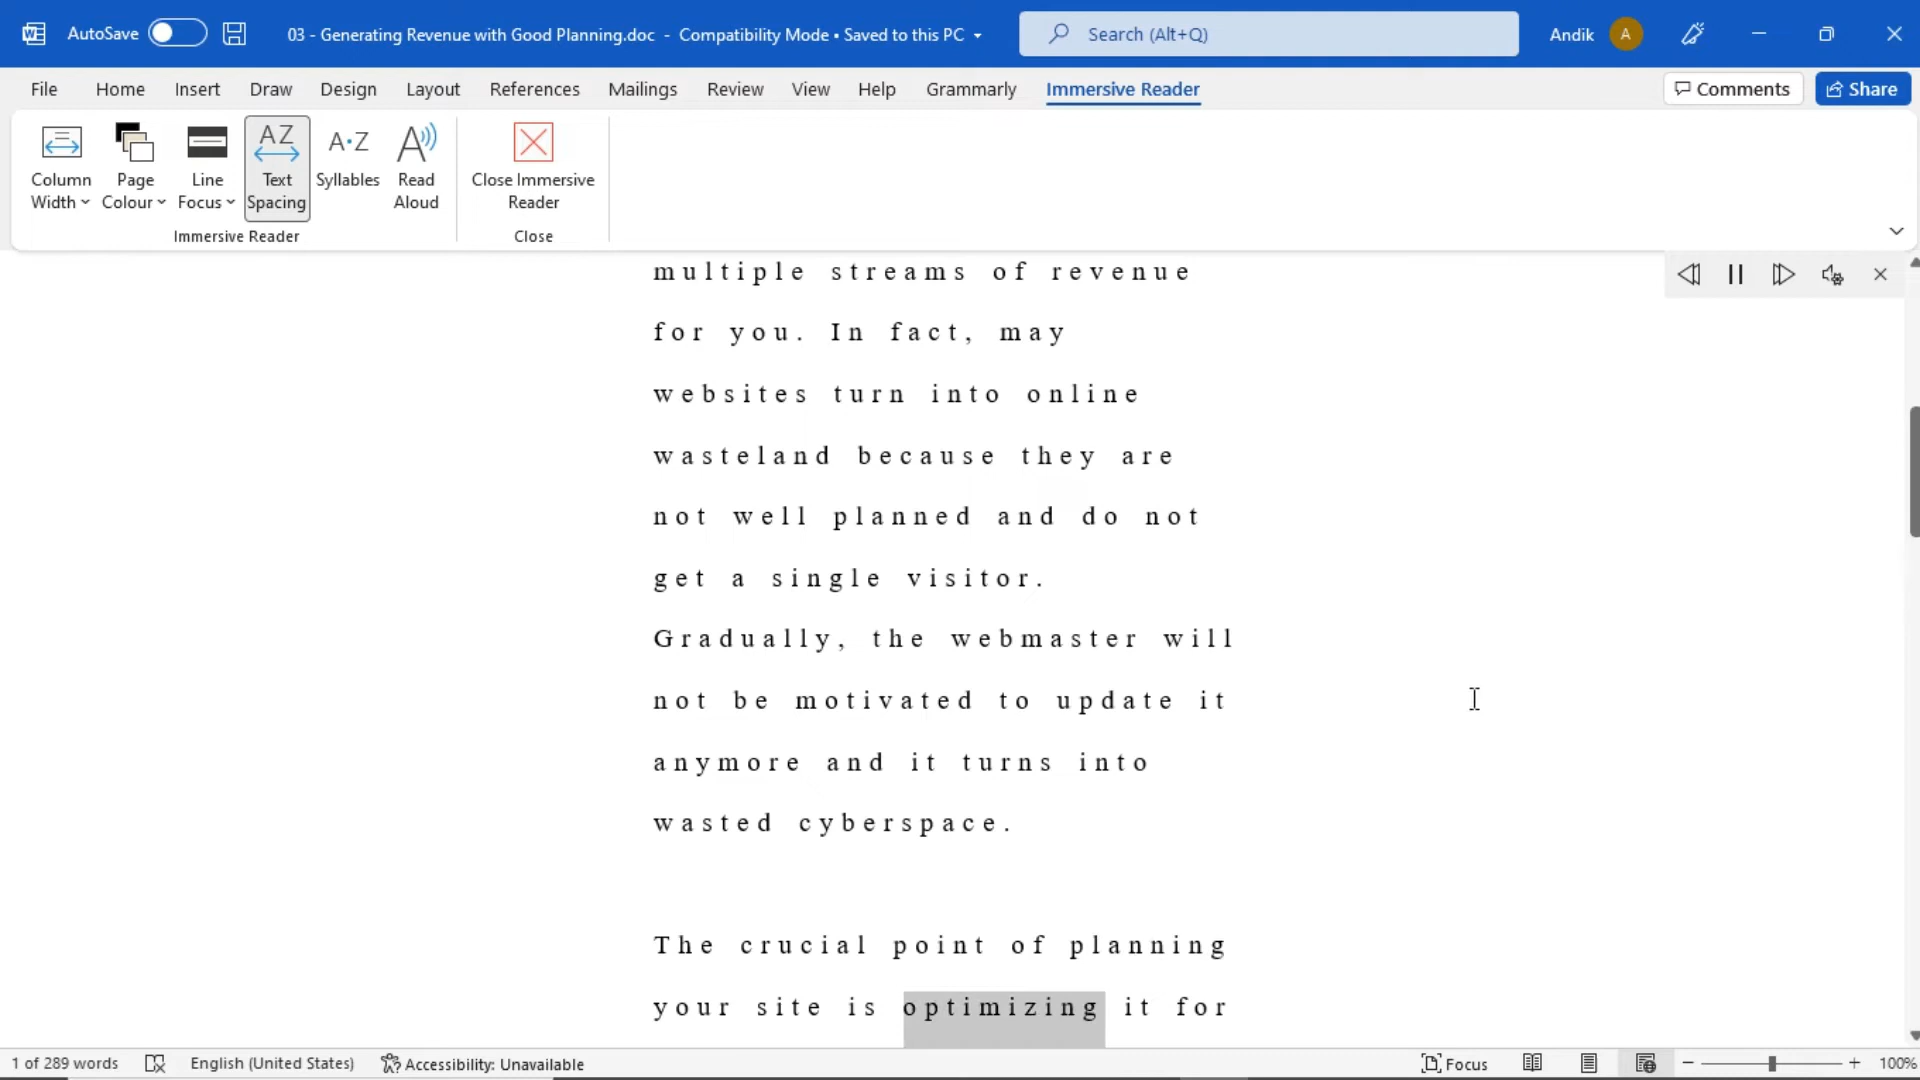 AutoSave
03 - Generating Revenue with Good Planning.doc - Compatibility Mode • Saved to this PC
Search (Alt+Q)
Andik A
File Home Insert Draw Design Layout References Mailings Review View Help Grammarly Immersive Reader
Comments Share
Column Width
Page Colour
Line Focus
AZ
Text Spacing
A·Z
Syllables
A
Read Aloud
Close Immersive Reader
Immersive Reader
Close
multiple streams of revenue
for you. In fact, may
websites turn into online
wasteland because they are
not well planned and do not
get a single visitor.
Gradually, the webmaster will
not be motivated to update it
anymore and it turns into
wasted cyberspace.
The crucial point of planning
your site is optimizing it for
1 of 289 words English (United States) Accessibility: Unavailable Focus 100%